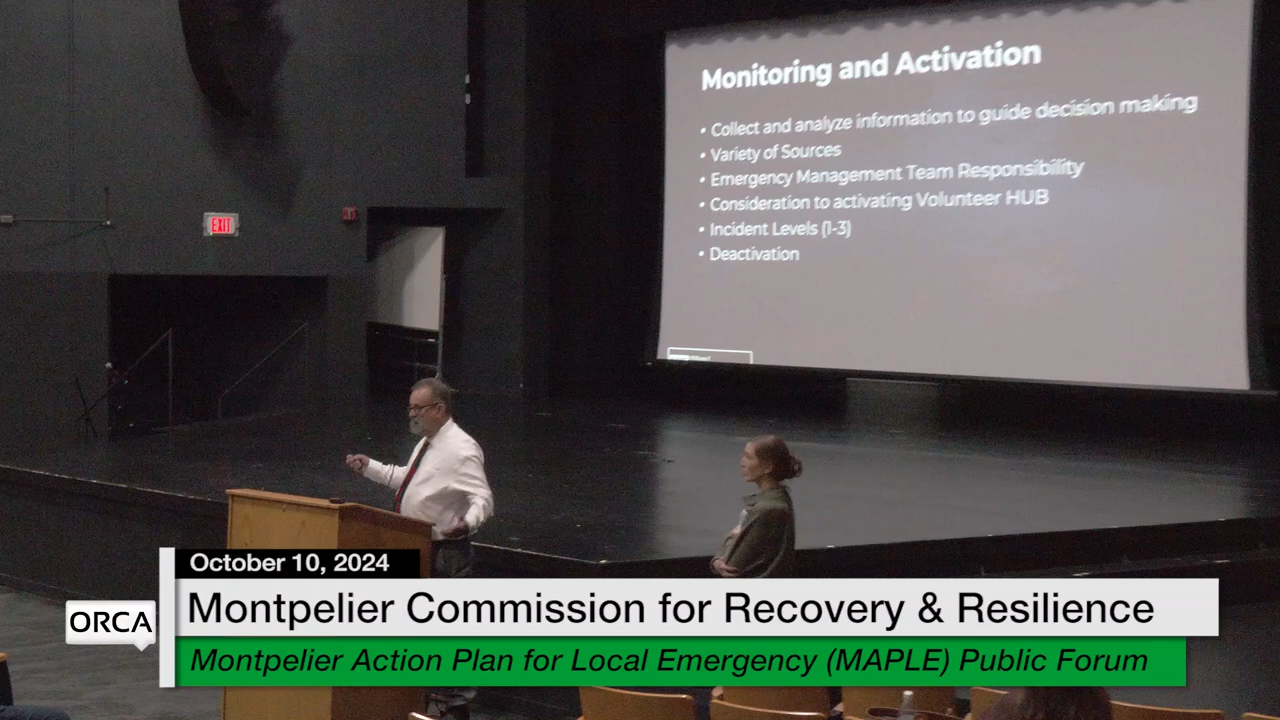 Monitoring and Activation
• Collect and analyze information to guide decision making
• Variety of Sources
• Emergency Management Team Responsibility
• Consideration to activating Volunteer HUB
• Incident Levels (1-3)
• Deactivation
EXIT
October 10, 2024
Montpelier Commission for Recovery & Resilience
ORCA
Montpelier Action Plan for Local Emergency (MAPLE) Public Forum